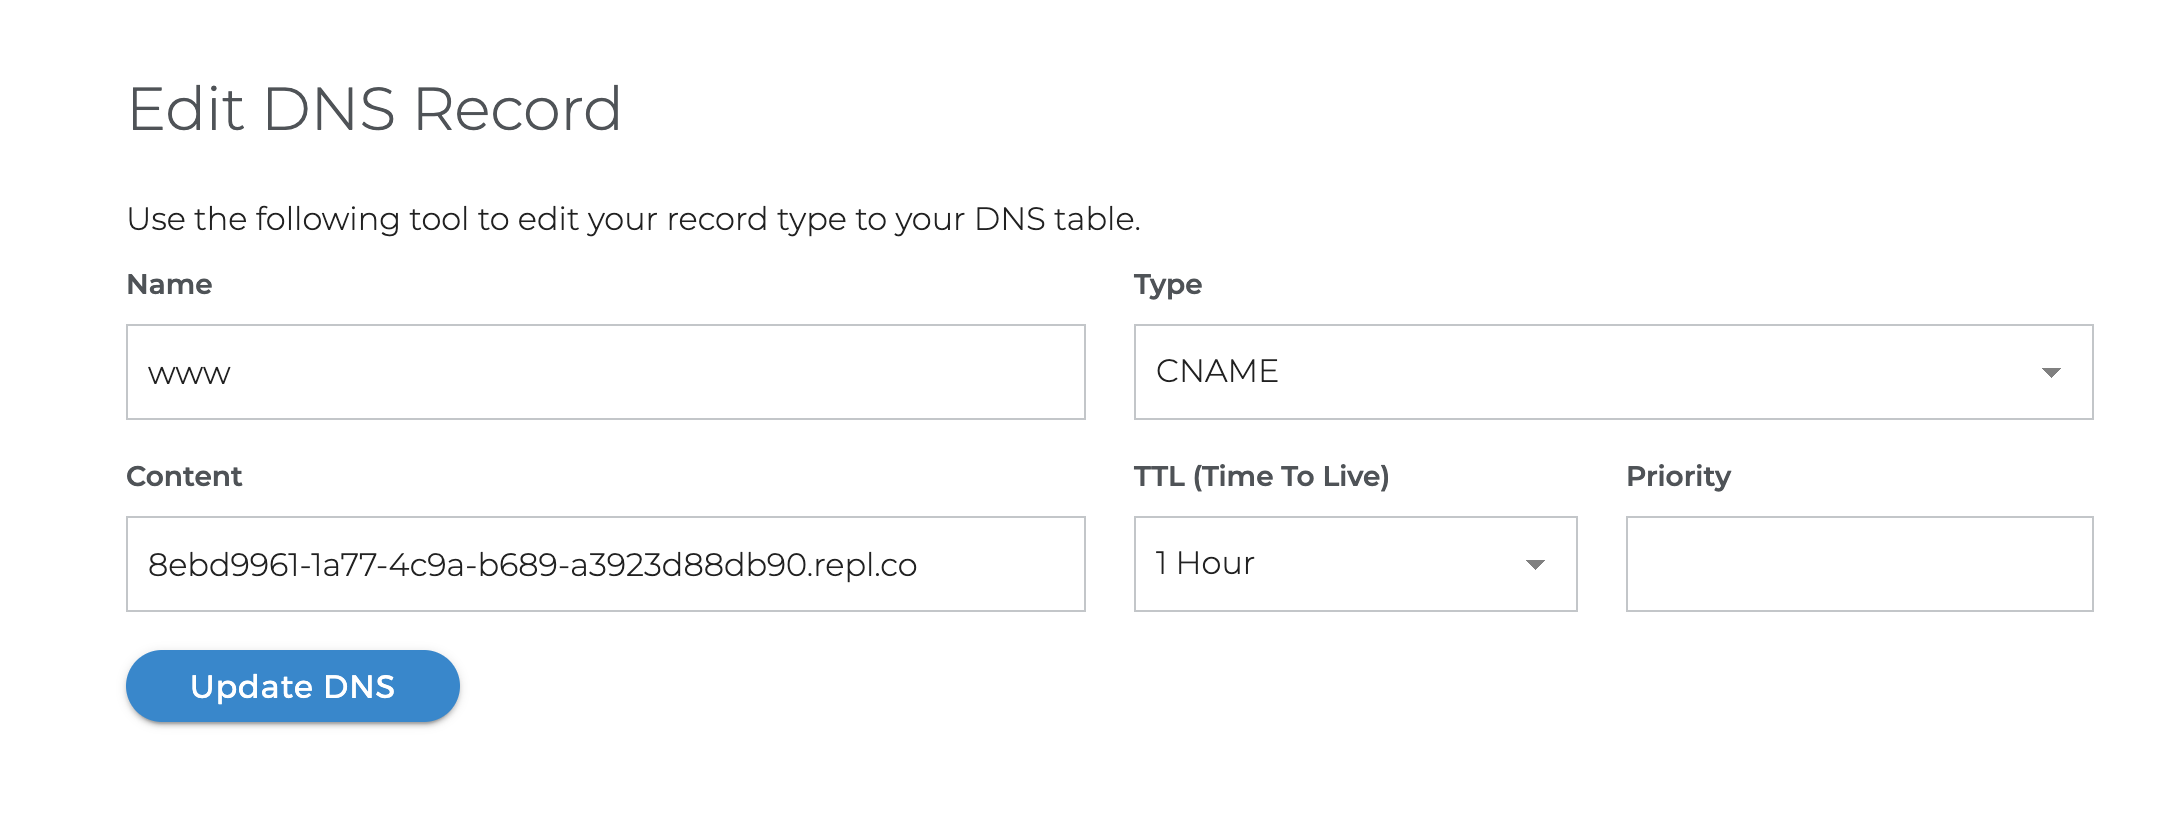 Edit DNS Record
Use the following tool to edit your record type to your DNS table.
Name
Type
www
CNAME
Content
TTL (Time To Live)
Priority
8ebd9961-1a77-4c9a-b689-a3923d88db90.repl.co
1 Hour
Update DNS